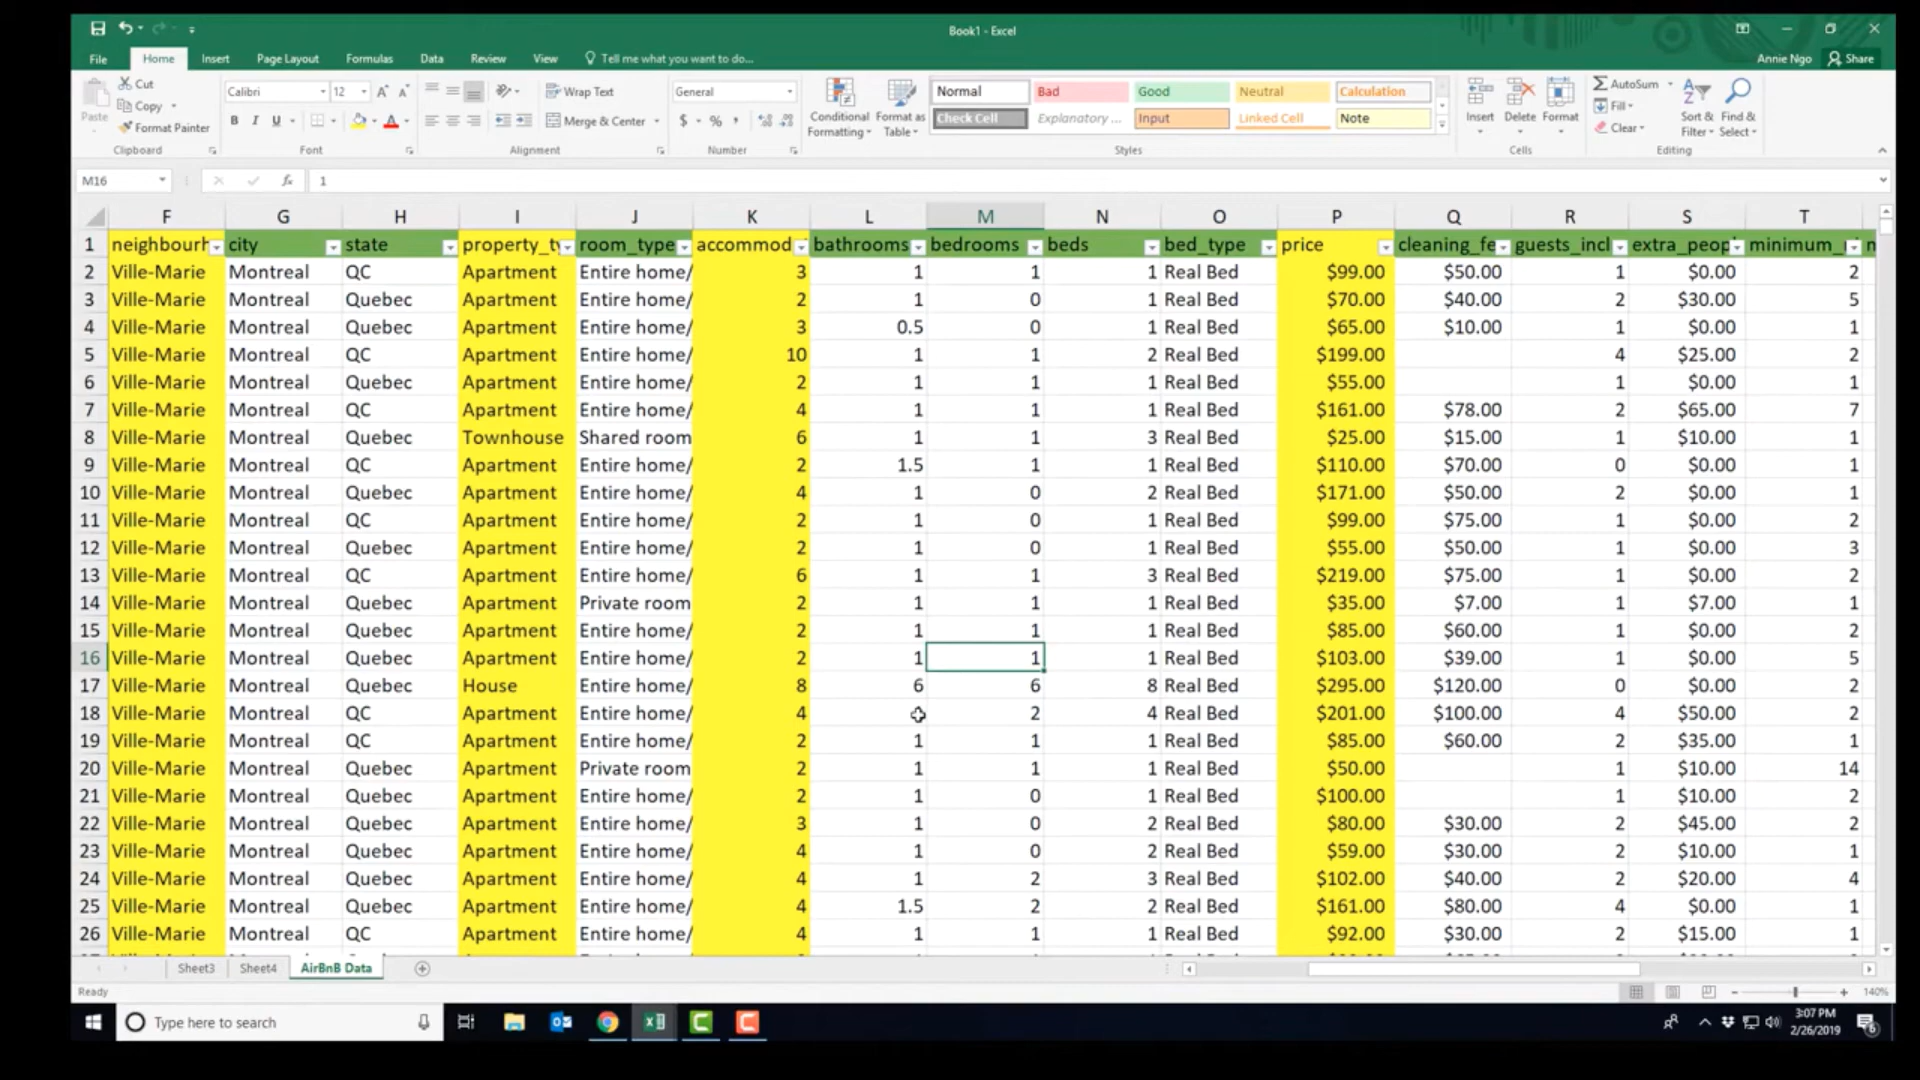 Book1 - Excel
File Home Insert Page Layout Formulas Data Review View Tell me what you want to do... Annie Ngo Share
Paste Cut Copy Format Painter Clipboard
Calibri 12 B I U Font
Wrap Text Merge & Center Alignment
General $ % , Number
Conditional Formatting Format as Table
Normal Bad Good Neutral Calculation
Check Cell Explanatory ... Input Linked Cell Note
Styles
Insert Delete Format Cells
AutoSum Fill Clear Sort & Filter Find & Select Editing
M16 fx 1
F G H I J K L M N O P Q R S T
1 neighbourh city state property_ty room_type accommod bathrooms bedrooms beds bed_type price cleaning_fe guests_incl extra_peop minimum_
2 Ville-Marie Montreal QC Apartment Entire home/ 3 1 1 1 Real Bed $99.00 $50.00 1 $0.00 2
3 Ville-Marie Montreal Quebec Apartment Entire home/ 2 1 0 1 Real Bed $70.00 $40.00 2 $30.00 5
4 Ville-Marie Montreal Quebec Apartment Entire home/ 3 0.5 0 1 Real Bed $65.00 $10.00 1 $0.00 1
5 Ville-Marie Montreal QC Apartment Entire home/ 10 1 1 2 Real Bed $199.00 4 $25.00 2
6 Ville-Marie Montreal Quebec Apartment Entire home/ 2 1 1 1 Real Bed $55.00 1 $0.00 1
7 Ville-Marie Montreal QC Apartment Entire home/ 4 1 1 1 Real Bed $161.00 $78.00 2 $65.00 7
8 Ville-Marie Montreal Quebec Townhouse Shared room 6 1 1 3 Real Bed $25.00 $15.00 1 $10.00 1
9 Ville-Marie Montreal QC Apartment Entire home/ 2 1.5 1 1 Real Bed $110.00 $70.00 0 $0.00 1
10 Ville-Marie Montreal Quebec Apartment Entire home/ 4 1 0 2 Real Bed $171.00 $50.00 2 $0.00 1
11 Ville-Marie Montreal QC Apartment Entire home/ 2 1 0 1 Real Bed $99.00 $75.00 1 $0.00 2
12 Ville-Marie Montreal Quebec Apartment Entire home/ 2 1 0 1 Real Bed $55.00 $50.00 1 $0.00 3
13 Ville-Marie Montreal QC Apartment Entire home/ 6 1 1 3 Real Bed $219.00 $75.00 1 $0.00 2
14 Ville-Marie Montreal Quebec Apartment Private room 2 1 1 1 Real Bed $35.00 $7.00 1 $7.00 1
15 Ville-Marie Montreal Quebec Apartment Entire home/ 2 1 1 1 Real Bed $85.00 $60.00 1 $0.00 2
16 Ville-Marie Montreal Quebec Apartment Entire home/ 2 1 1 1 Real Bed $103.00 $39.00 1 $0.00 5
17 Ville-Marie Montreal Quebec House Entire home/ 8 6 6 8 Real Bed $295.00 $120.00 0 $0.00 2
18 Ville-Marie Montreal QC Apartment Entire home/ 4 2 4 Real Bed $201.00 $100.00 4 $50.00 2
19 Ville-Marie Montreal QC Apartment Entire home/ 2 1 1 1 Real Bed $85.00 $60.00 2 $35.00 1
20 Ville-Marie Montreal Quebec Apartment Private room 2 1 1 1 Real Bed $50.00 1 $10.00 14
21 Ville-Marie Montreal Quebec Apartment Entire home/ 2 1 0 1 Real Bed $100.00 1 $10.00 2
22 Ville-Marie Montreal Quebec Apartment Entire home/ 3 1 0 2 Real Bed $80.00 $30.00 2 $45.00 2
23 Ville-Marie Montreal Quebec Apartment Entire home/ 4 1 0 2 Real Bed $59.00 $30.00 2 $10.00 1
24 Ville-Marie Montreal Quebec Apartment Entire home/ 4 1 2 3 Real Bed $102.00 $40.00 2 $20.00 4
25 Ville-Marie Montreal Quebec Apartment Entire home/ 4 1.5 2 2 Real Bed $161.00 $80.00 4 $0.00 1
26 Ville-Marie Montreal QC Apartment Entire home/ 4 1 1 1 Real Bed $92.00 $30.00 2 $15.00 1
Sheet3 Sheet4 AirBnB Data
Ready 140%
Type here to search
3:07 PM
2/26/2019